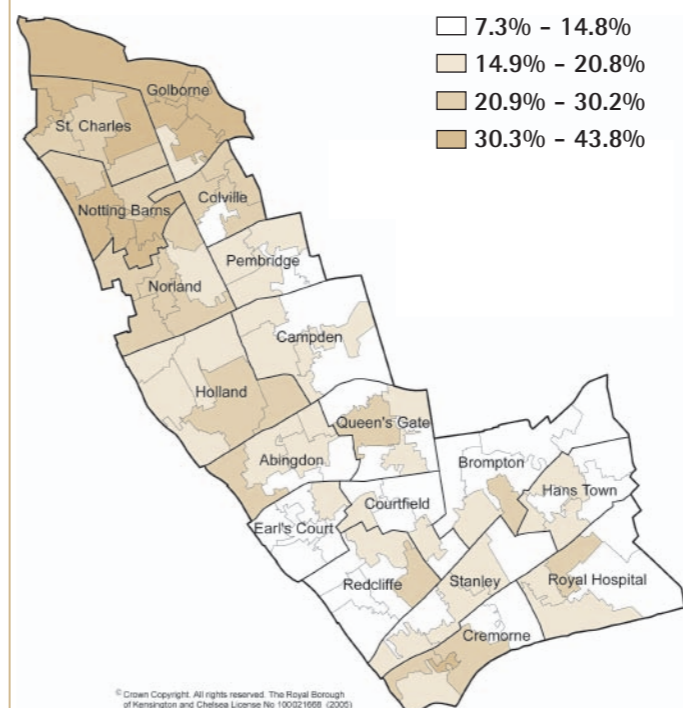 7.3% – 14.8%
14.9% – 20.8%
20.9% – 30.2%
30.3% – 43.8%
Golborne
St. Charles
Colville
Notting Barns
Pembridge
Norland
Campden
Holland
Queen's Gate
Abingdon
Brompton
Hans Town
Courtfield
Earl's Court
Redcliffe
Stanley
Royal Hospital
Cremorne
© Crown Copyright. All rights reserved. The Royal Borough
of Kensington and Chelsea License No 100021668 (2005)